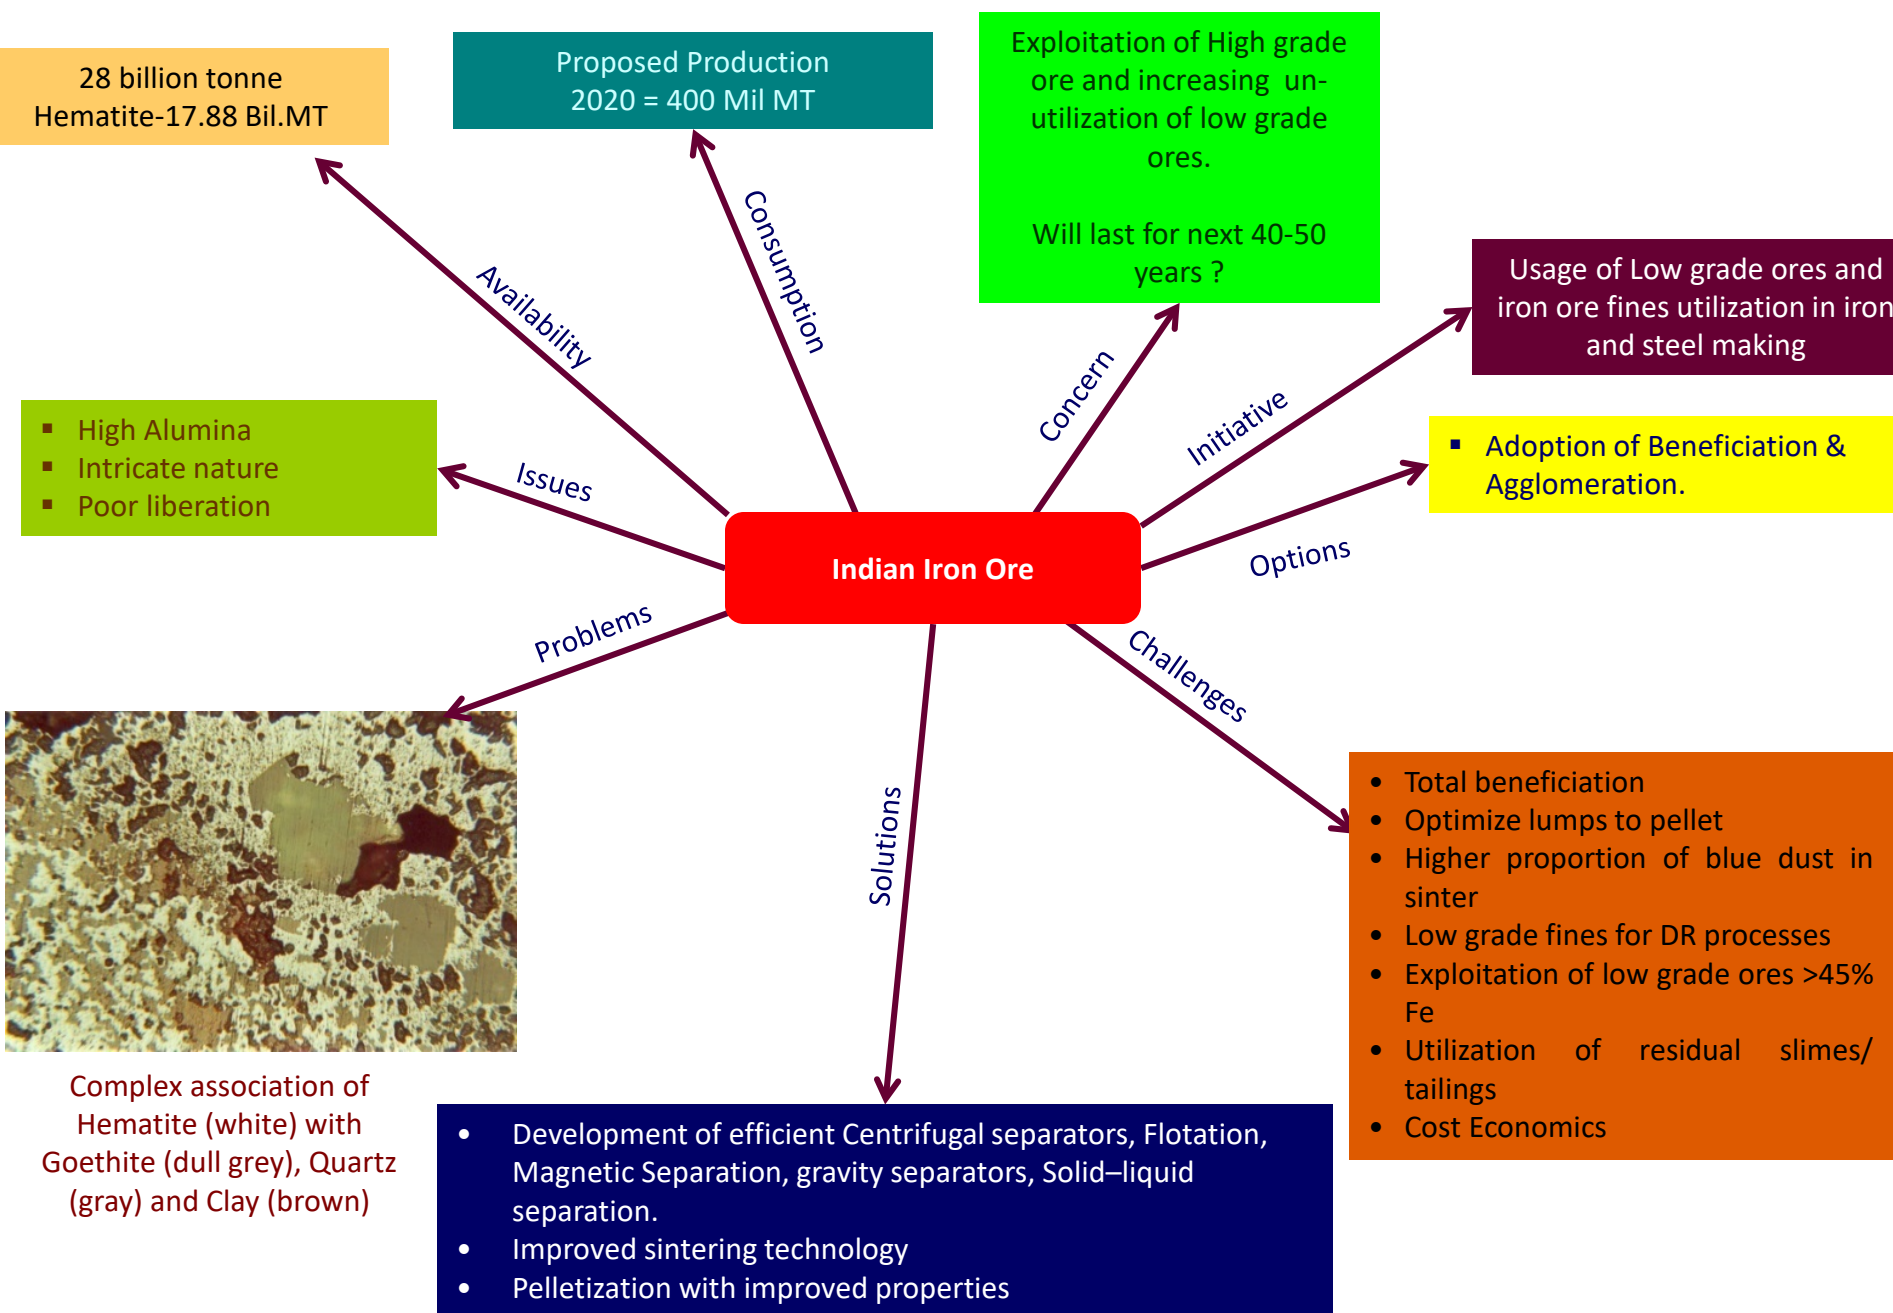 28 billion tonne
Hematite-17.88 Bil.MT
Proposed Production
2020 = 400 Mil MT
Exploitation of High grade
ore and increasing un-
utilization of low grade
ores.
Will last for next 40-50
years ?
Usage of Low grade ores and
iron ore fines utilization in iron
and steel making
Availability
Consumption
Concern
Initiative
▪ High Alumina
▪ Intricate nature
▪ Poor liberation
Issues
▪ Adoption of Beneficiation &
Agglomeration.
Options
Indian Iron Ore
Problems
Challenges
Solutions
Complex association of
Hematite (white) with
Goethite (dull grey), Quartz
(gray) and Clay (brown)
• Development of efficient Centrifugal separators, Flotation,
Magnetic Separation, gravity separators, Solid–liquid
separation.
• Improved sintering technology
• Pelletization with improved properties
• Total beneficiation
• Optimize lumps to pellet
• Higher proportion of blue dust in
sinter
• Low grade fines for DR processes
• Exploitation of low grade ores >45%
Fe
• Utilization of residual slimes/
tailings
• Cost Economics